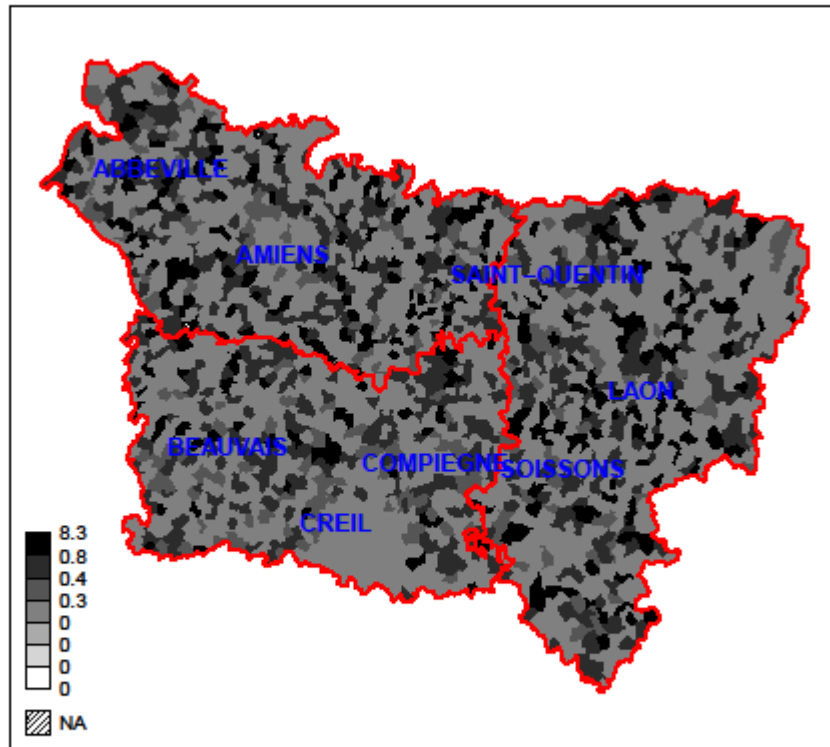 ABBEVILLE
AMIENS
SAINT–QUENTIN
LAON
BEAUVAIS
COMPIEGNE
SOISSONS
CREIL
8.3
0.8
0.4
0.3
0
0
0
0
NA